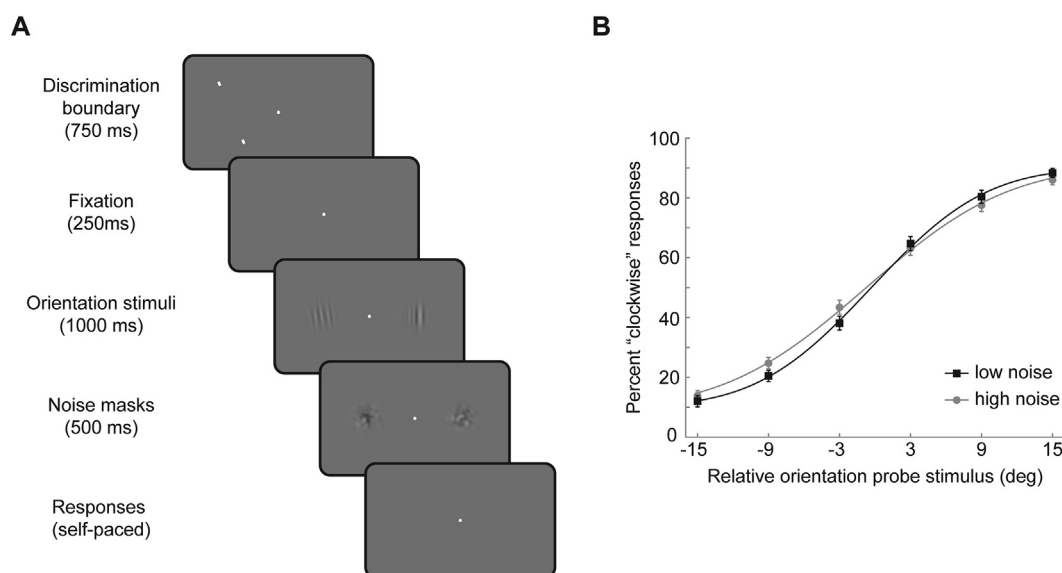 A
Discrimination
boundary
(750 ms)
Fixation
(250ms)
Orientation stimuli
(1000 ms)
Noise masks
(500 ms)
Responses
(self-paced)
B
Percent “clockwise” responses
100
80
60
40
20
0
low noise
high noise
-15 -9 -3 3 9 15
Relative orientation probe stimulus (deg)